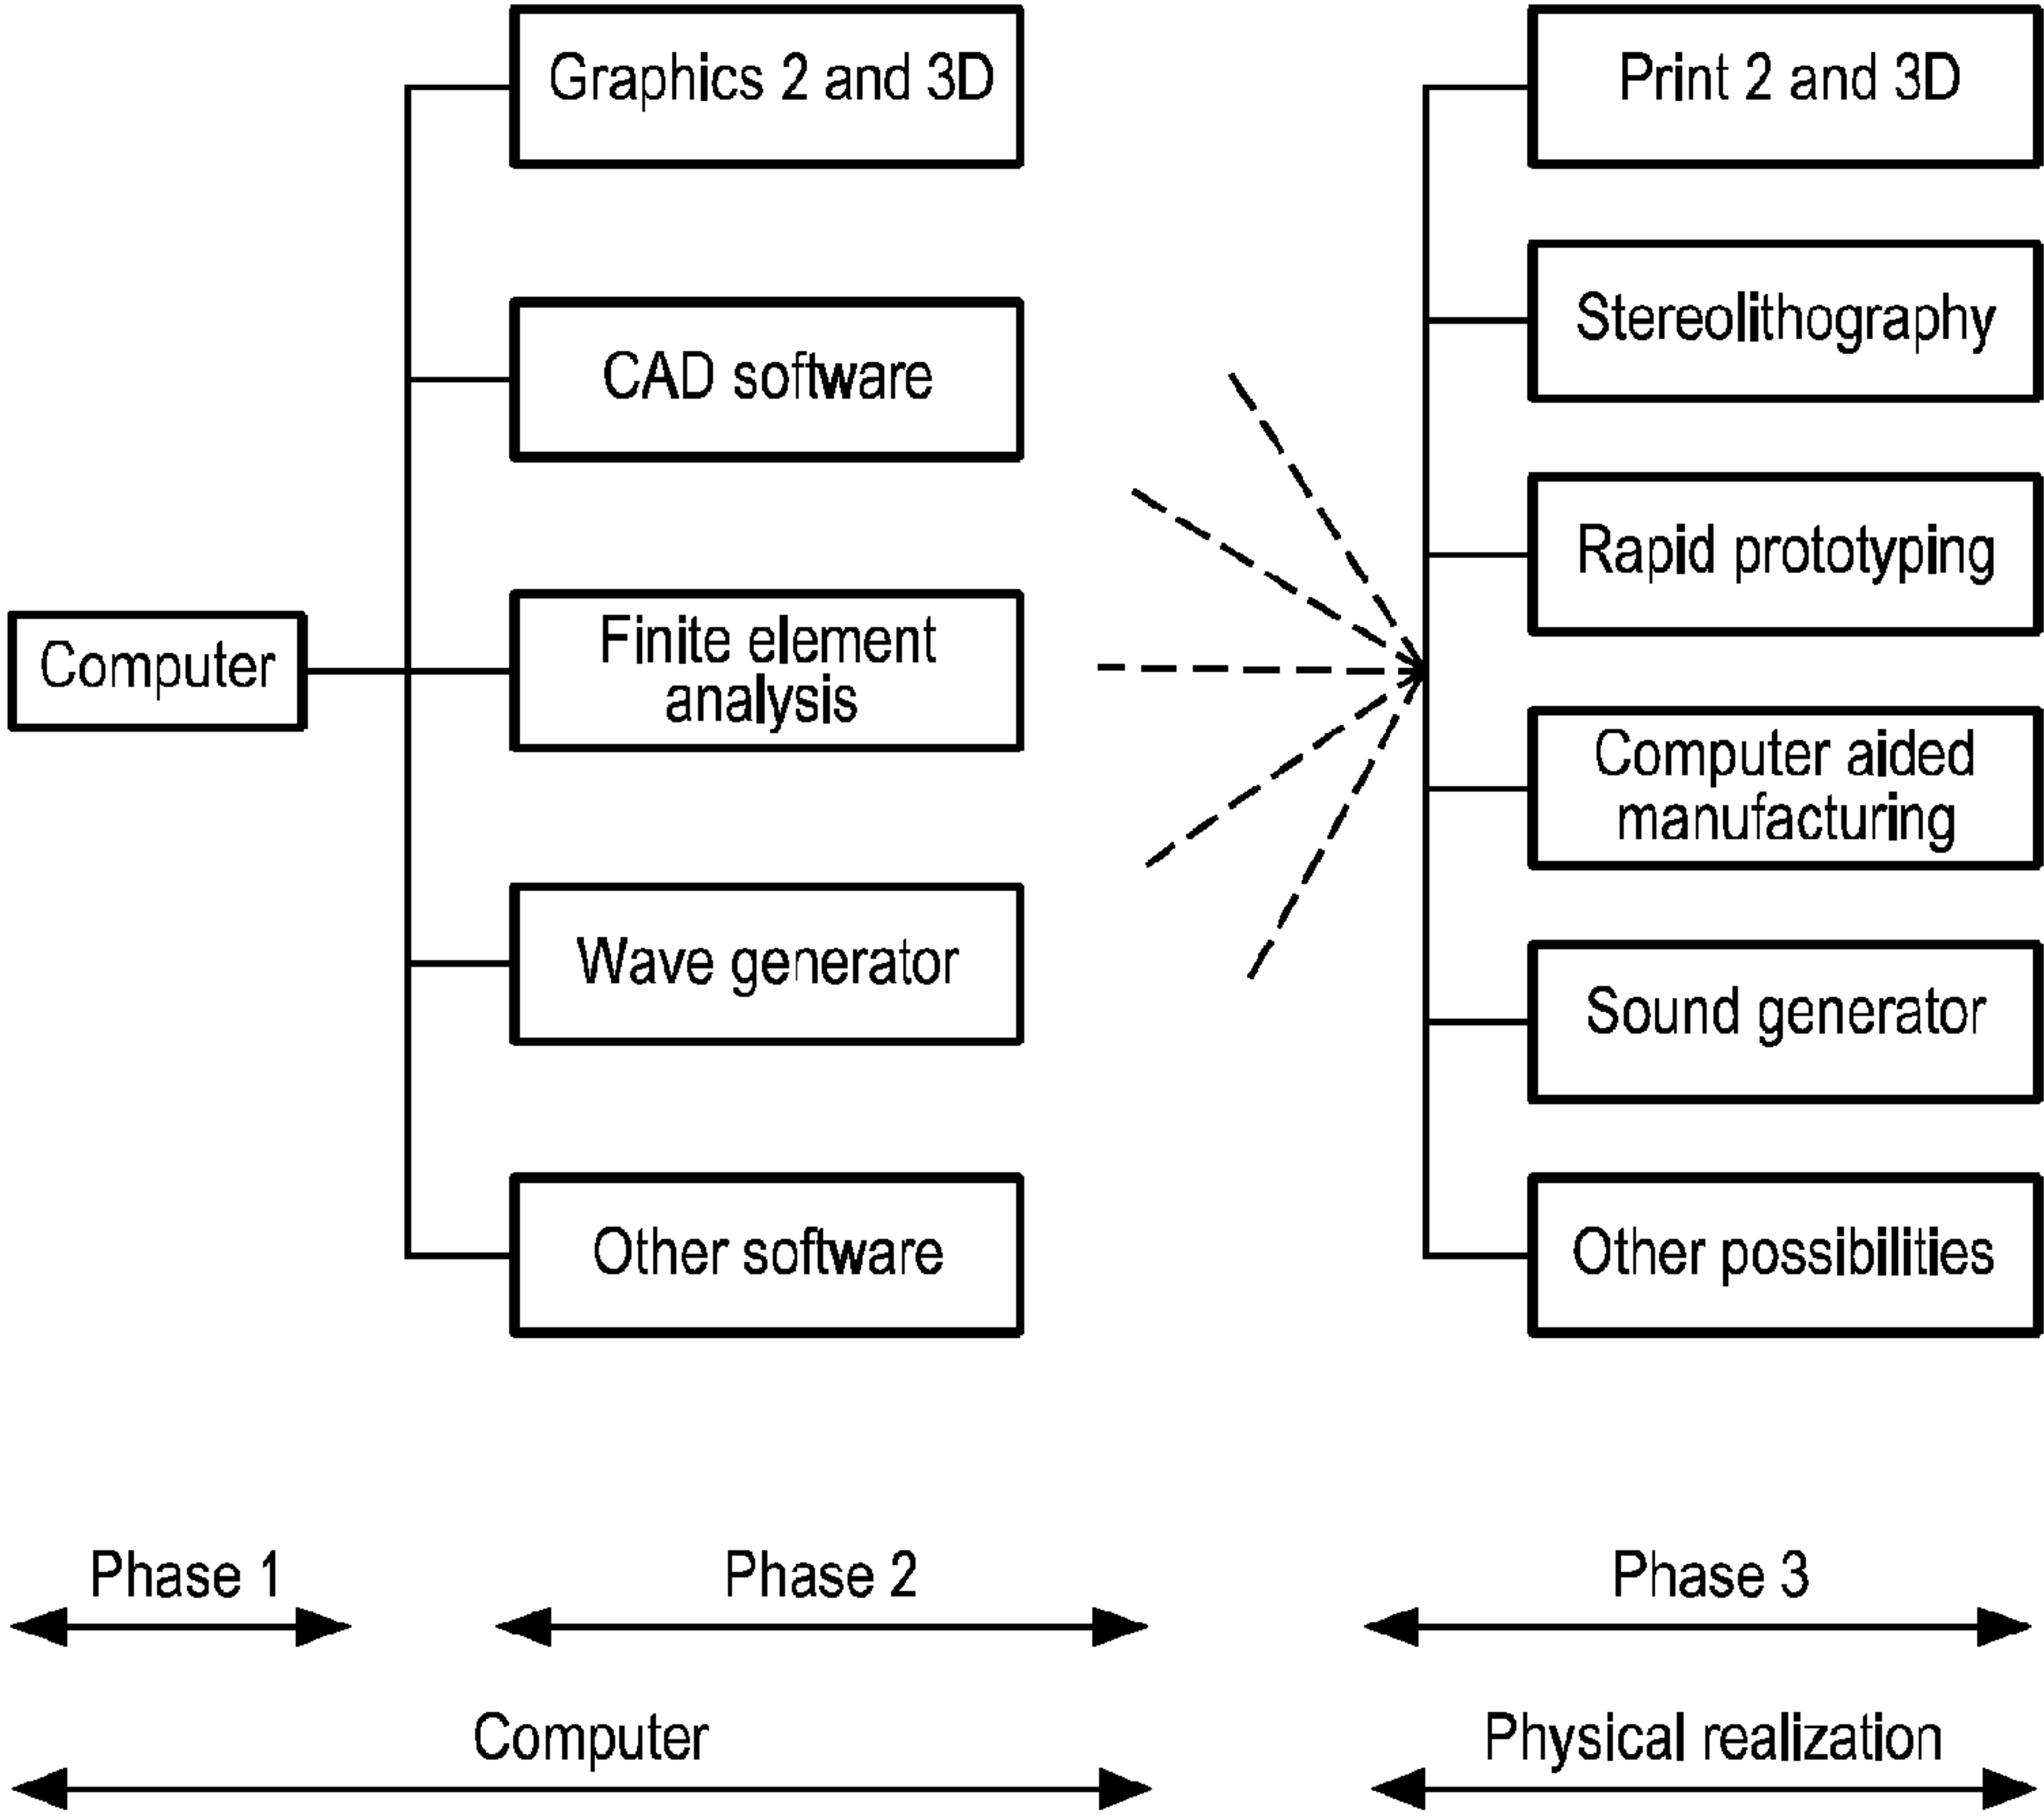 Graphics 2 and 3D
CAD software
Computer
Finite element
analysis
Wave generator
Other software
Print 2 and 3D
Stereolithography
Rapid prototyping
Computer aided
manufacturing
Sound generator
Other possibilities
Phase 1
Phase 2
Phase 3
Computer
Physical realization